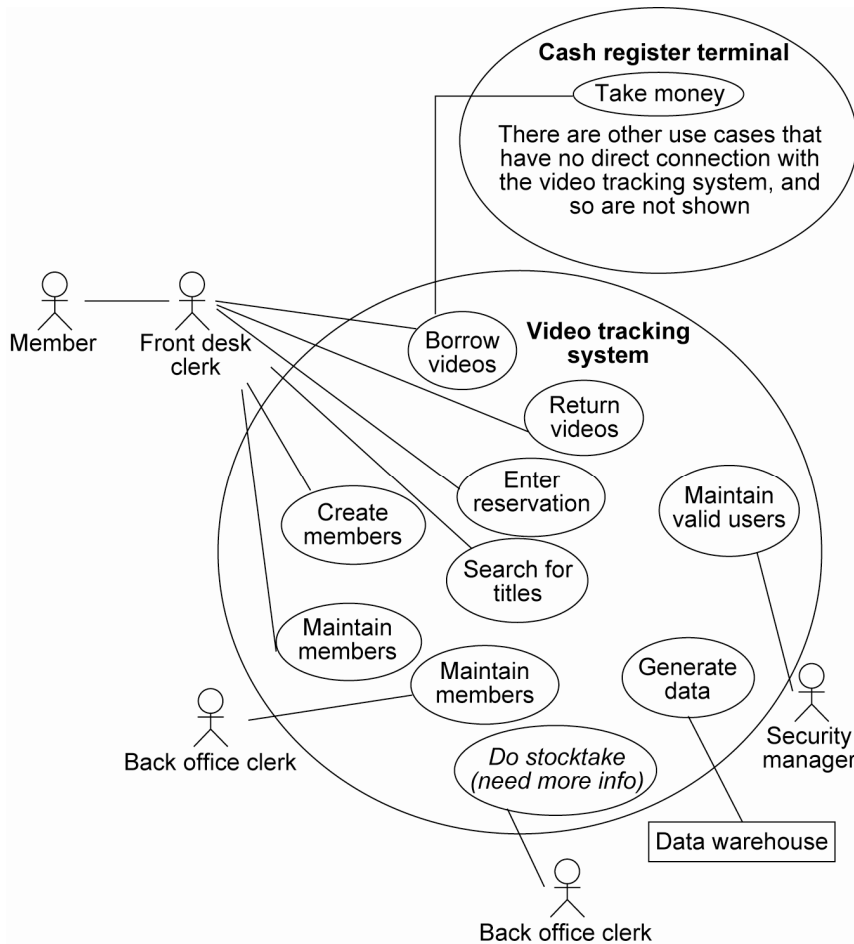 Cash register terminal
Take money
There are other use cases that
have no direct connection with
the video tracking system, and
so are not shown
Member
Front desk
clerk
Borrow
videos
Video tracking
system
Return
videos
Enter
reservation
Create
members
Maintain
valid users
Search for
titles
Maintain
members
Maintain
members
Generate
data
Back office clerk
Security
manager
Do stocktake
(need more info)
Data warehouse
Back office clerk